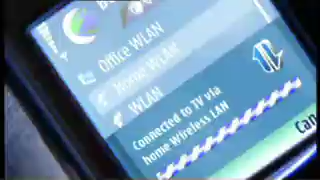 Office WLAN
Home WLAN
WLAN
Connected to TV via
home Wireless LAN